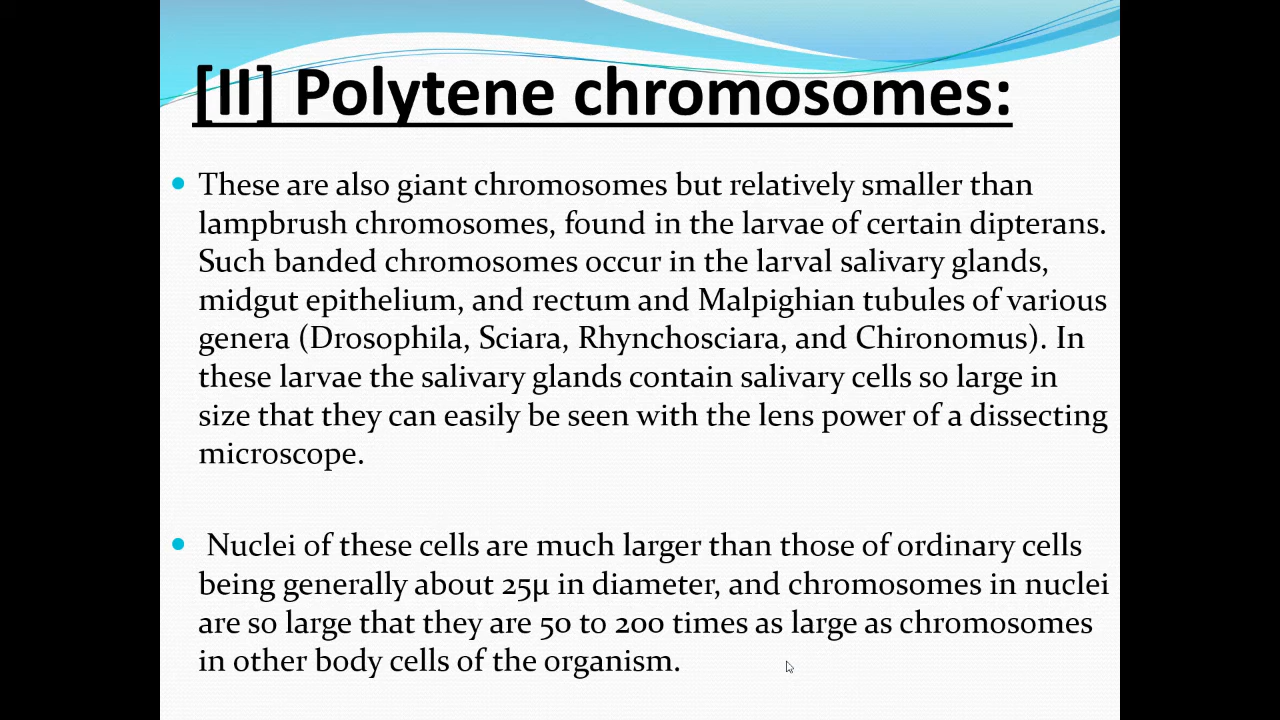 [II] Polytene chromosomes:
These are also giant chromosomes but relatively smaller than
lampbrush chromosomes, found in the larvae of certain dipterans.
Such banded chromosomes occur in the larval salivary glands,
midgut epithelium, and rectum and Malpighian tubules of various
genera (Drosophila, Sciara, Rhynchosciara, and Chironomus). In
these larvae the salivary glands contain salivary cells so large in
size that they can easily be seen with the lens power of a dissecting
microscope.
Nuclei of these cells are much larger than those of ordinary cells
being generally about 25μ in diameter, and chromosomes in nuclei
are so large that they are 50 to 200 times as large as chromosomes
in other body cells of the organism.